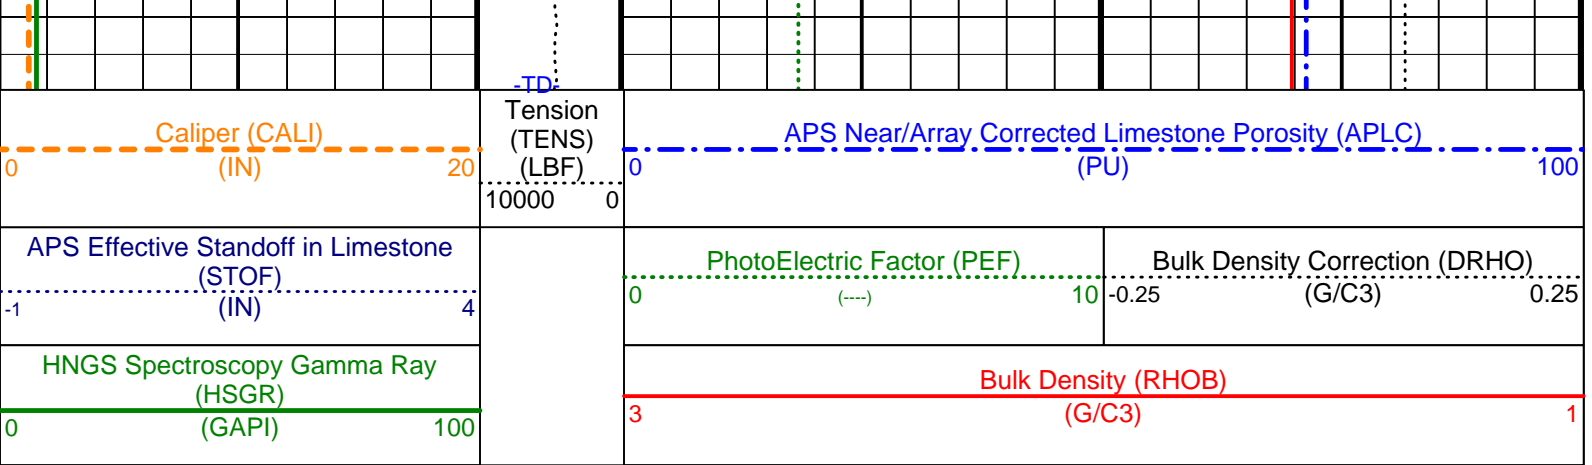 -TD-
Caliper (CALI)
0 (IN) 20
Tension
(TENS)
(LBF)
10000 0
APS Near/Array Corrected Limestone Porosity (APLC)
0 (PU) 100
APS Effective Standoff in Limestone
(STOF)
-1 (IN) 4
PhotoElectric Factor (PEF)
0 (----) 10
Bulk Density Correction (DRHO)
-0.25 (G/C3) 0.25
HNGS Spectroscopy Gamma Ray
(HSGR)
0 (GAPI) 100
Bulk Density (RHOB)
3 (G/C3) 1